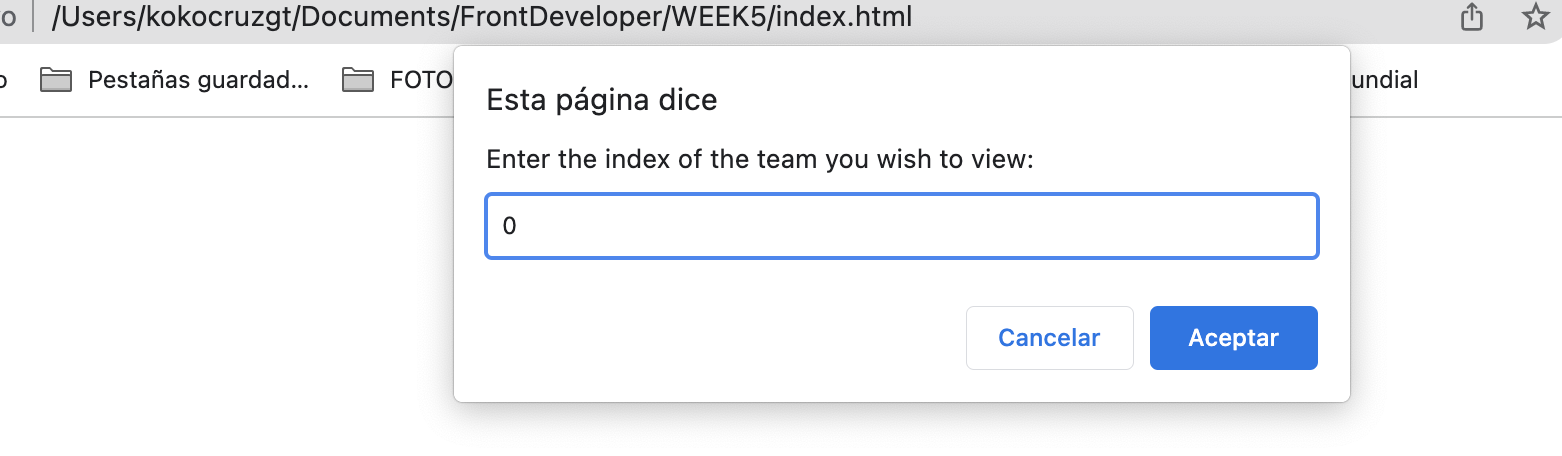 /Users/kokocruzgt/Documents/FrontDeveloper/WEEK5/index.html
Pestañas guardad... FOTO
Esta página dice
Enter the index of the team you wish to view:
0
Cancelar Aceptar